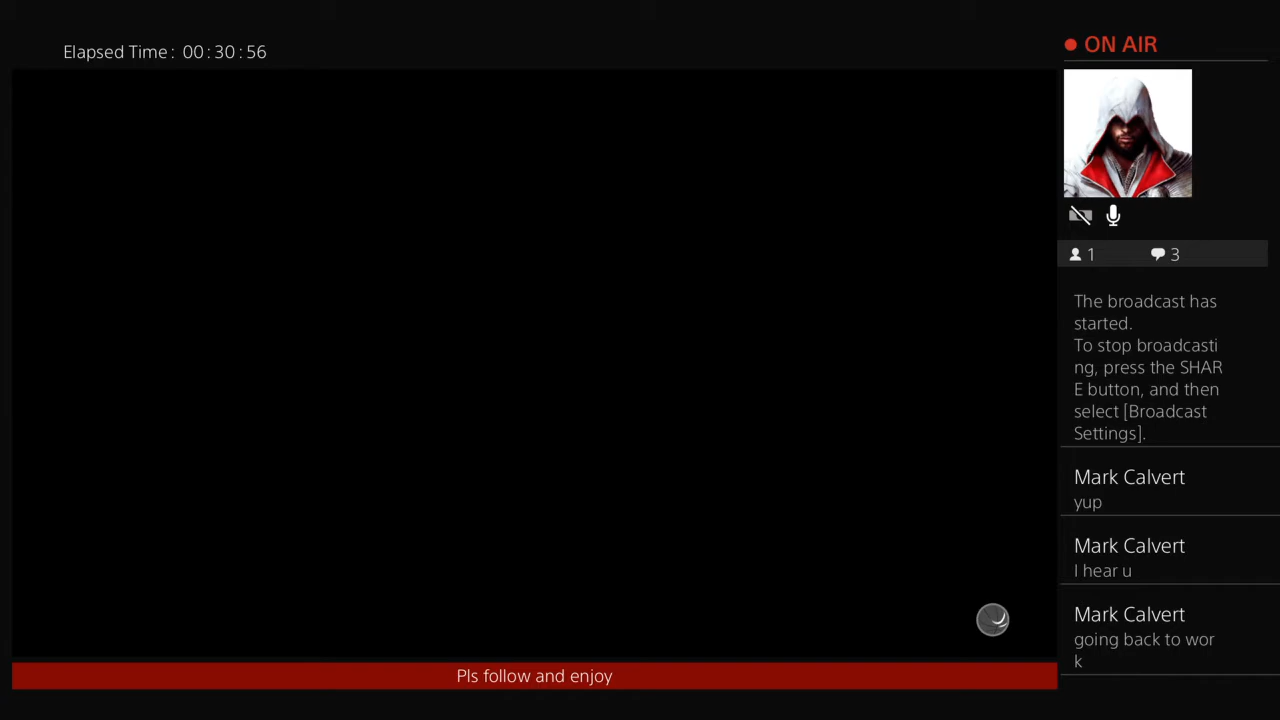 Elapsed Time: 00:30:56
ON AIR
1
3
The broadcast has
started.
To stop broadcasti
ng, press the SHAR
E button, and then
select [Broadcast
Settings].
Mark Calvert
yup
Mark Calvert
I hear u
Mark Calvert
going back to wor
k
Pls follow and enjoy